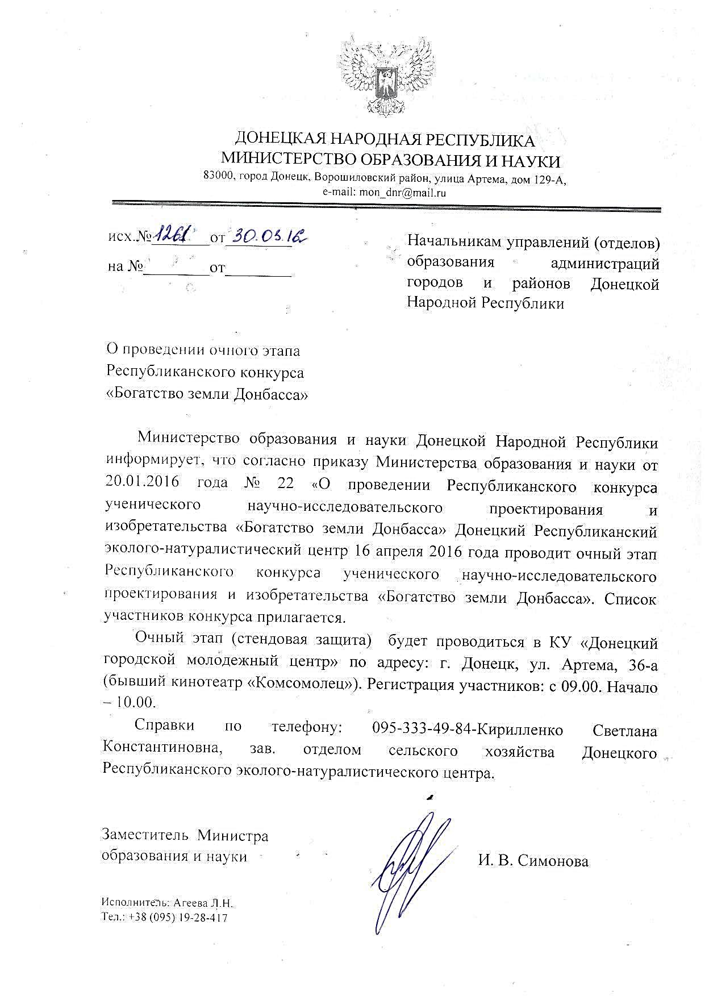 ДОНЕЦКАЯ НАРОДНАЯ РЕСПУБЛИКА
МИНИСТЕРСТВО ОБРАЗОВАНИЯ И НАУКИ
83000, город Донецк, Ворошиловский район, улица Артема, дом 129-А,
e-mail: mon_dnr@mail.ru
исх.№ 1261 от 30.03.16
на №________от________
Начальникам управлений (отделов)
образования администраций
городов и районов Донецкой
Народной Республики
О проведении очного этапа
Республиканского конкурса
«Богатство земли Донбасса»
Министерство образования и науки Донецкой Народной Республики
информирует, что согласно приказу Министерства образования и науки от
20.01.2016 года № 22 «О проведении Республиканского конкурса
ученического научно-исследовательского проектирования и
изобретательства «Богатство земли Донбасса» Донецкий Республиканский
эколого-натуралистический центр 16 апреля 2016 года проводит очный этап
Республиканского конкурса ученического научно-исследовательского
проектирования и изобретательства «Богатство земли Донбасса». Список
участников конкурса прилагается.
Очный этап (стендовая защита) будет проводиться в КУ «Донецкий
городской молодежный центр» по адресу: г. Донецк, ул. Артема, 36-а
(бывший кинотеатр «Комсомолец»). Регистрация участников: с 09.00. Начало
– 10.00.
Справки по телефону: 095-333-49-84-Кирилленко Светлана
Константиновна, зав. отделом сельского хозяйства Донецкого
Республиканского эколого-натуралистического центра.
Заместитель Министра
образования и науки
И. В. Симонова
Исполнитель: Агеева Л.Н.
Тел.: +38 (095) 19-28-417